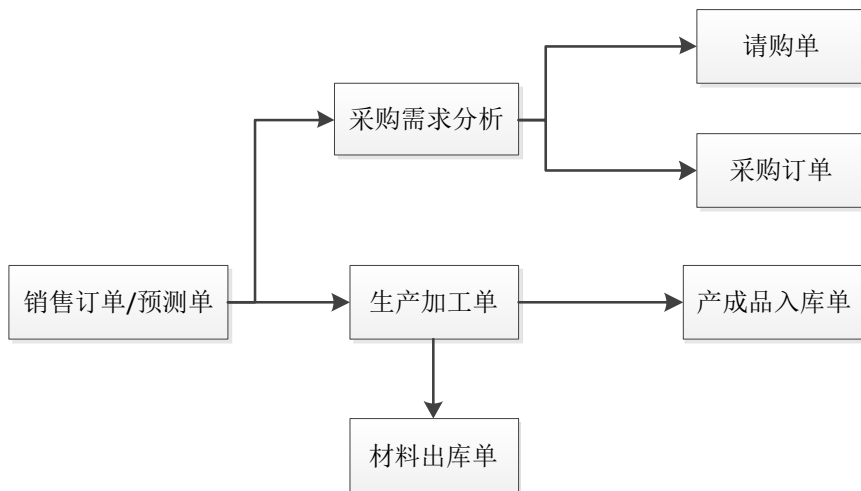 请购单
采购需求分析
采购订单
销售订单/预测单
生产加工单
产成品入库单
材料出库单